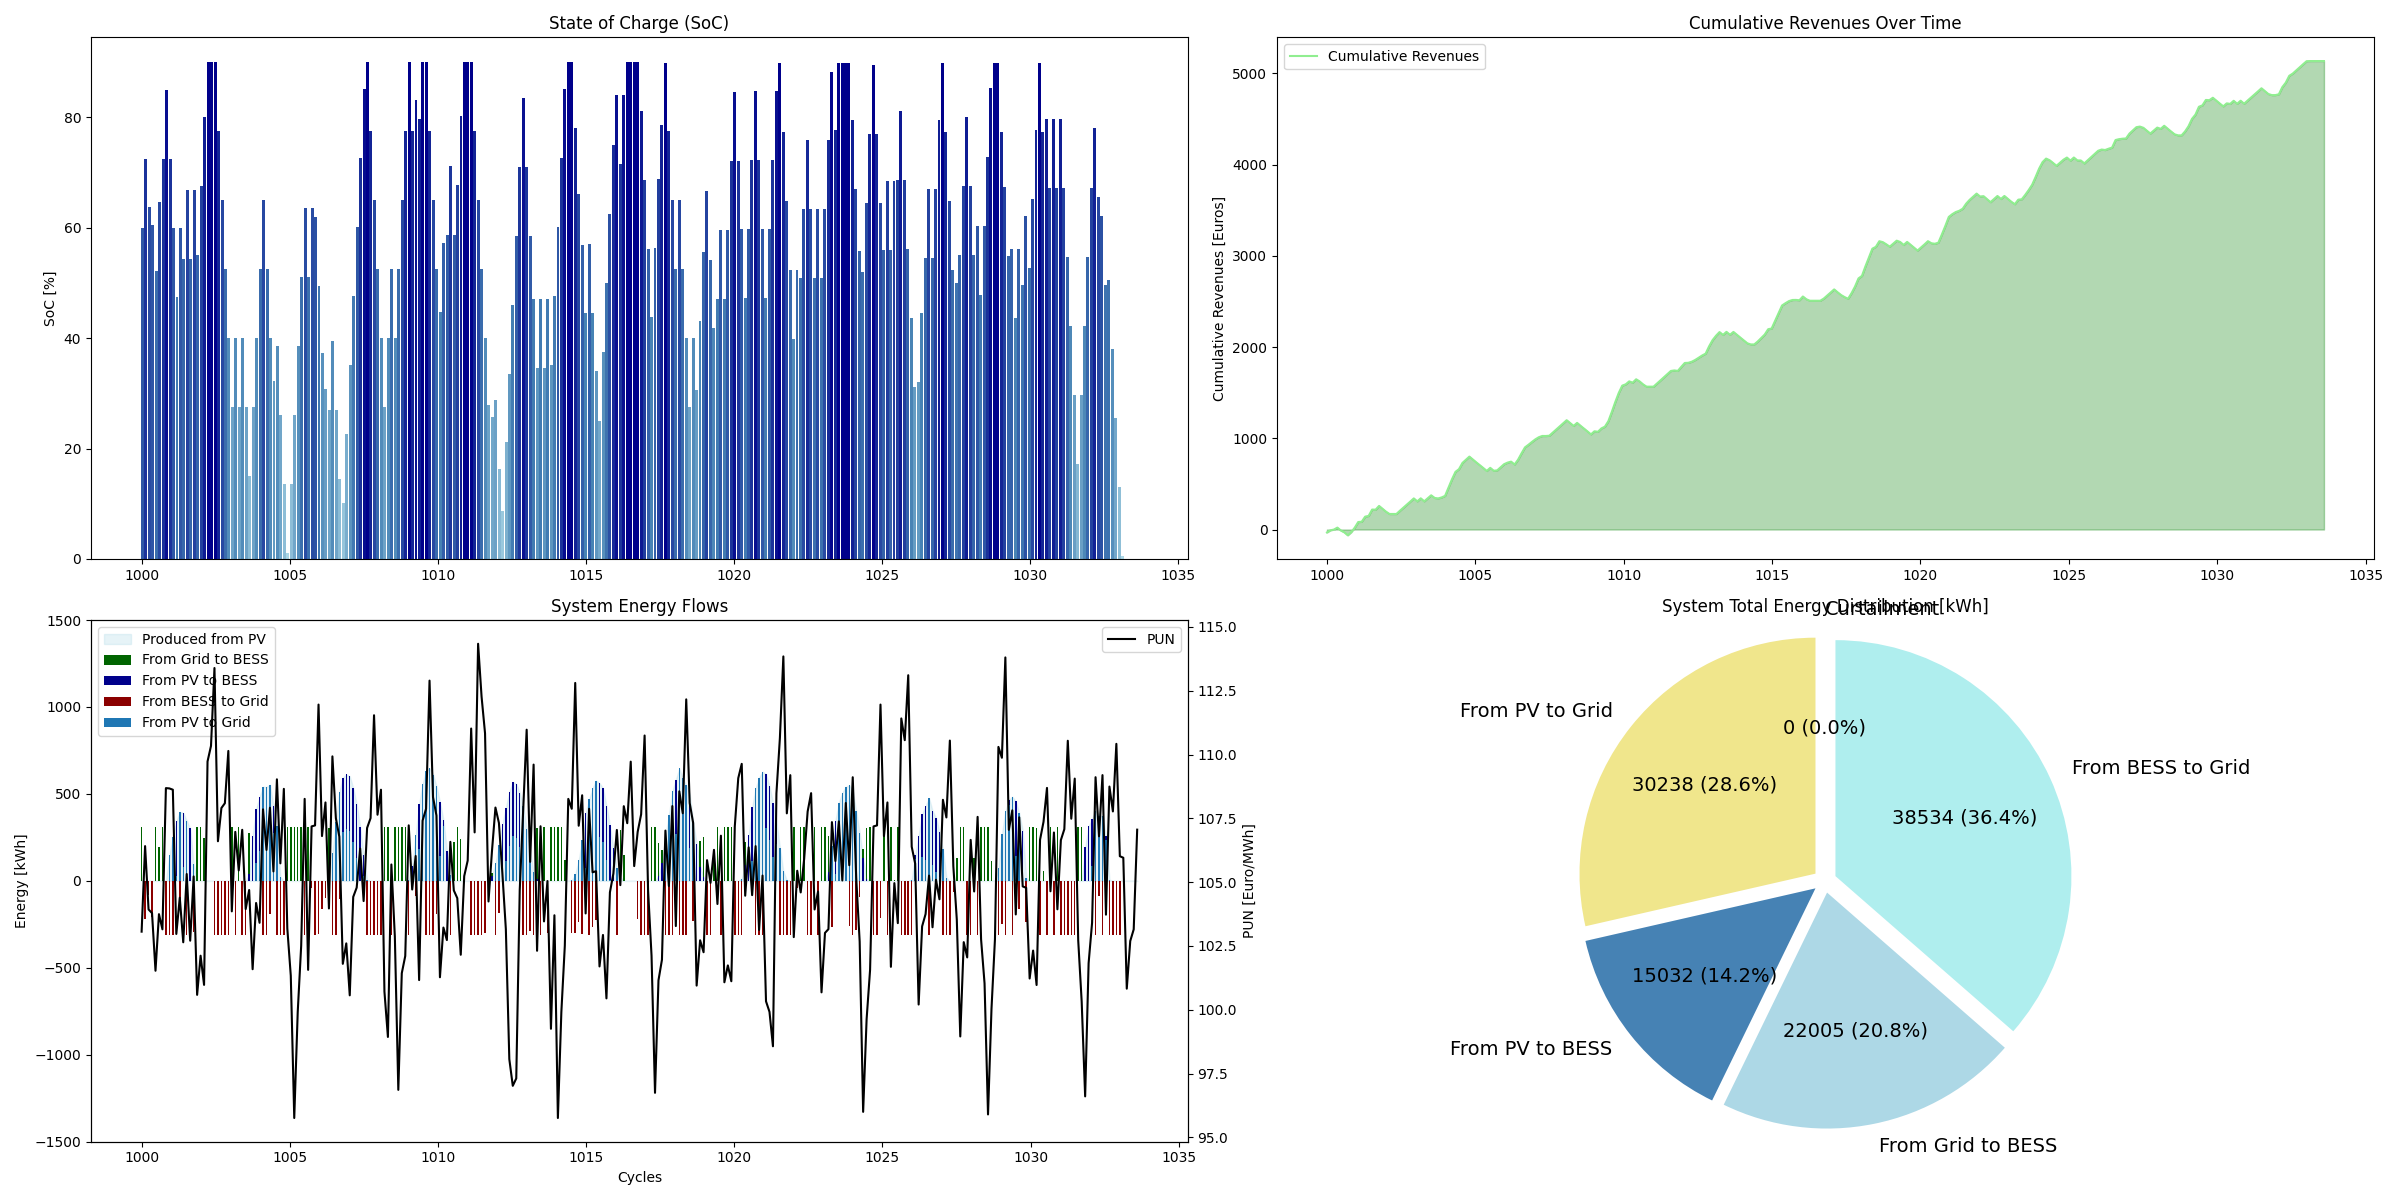 State of Charge (SoC)
SoC [%]
80
60
40
20
0
1000 1005 1010 1015 1020 1025 1030 1035
Cumulative Revenues Over Time
Cumulative Revenues
Cumulative Revenues [Euros]
5000
4000
3000
2000
1000
0
1000 1005 1010 1015 1020 1025 1030 1035
System Energy Flows
Produced from PV
From Grid to BESS
From PV to BESS
From BESS to Grid
From PV to Grid
PUN
Energy [kWh]
1500
1000
500
0
−500
−1000
−1500
1000 1005 1010 1015 1020 1025 1030 1035
Cycles
115.0
112.5
110.0
107.5
105.0
102.5
100.0
97.5
95.0
PUN [Euro/MWh]
System Total Energy Distribution [kWh]
Curtailment
From PV to Grid
0 (0.0%)
From BESS to Grid
30238 (28.6%)
38534 (36.4%)
15032 (14.2%)
22005 (20.8%)
From PV to BESS
From Grid to BESS